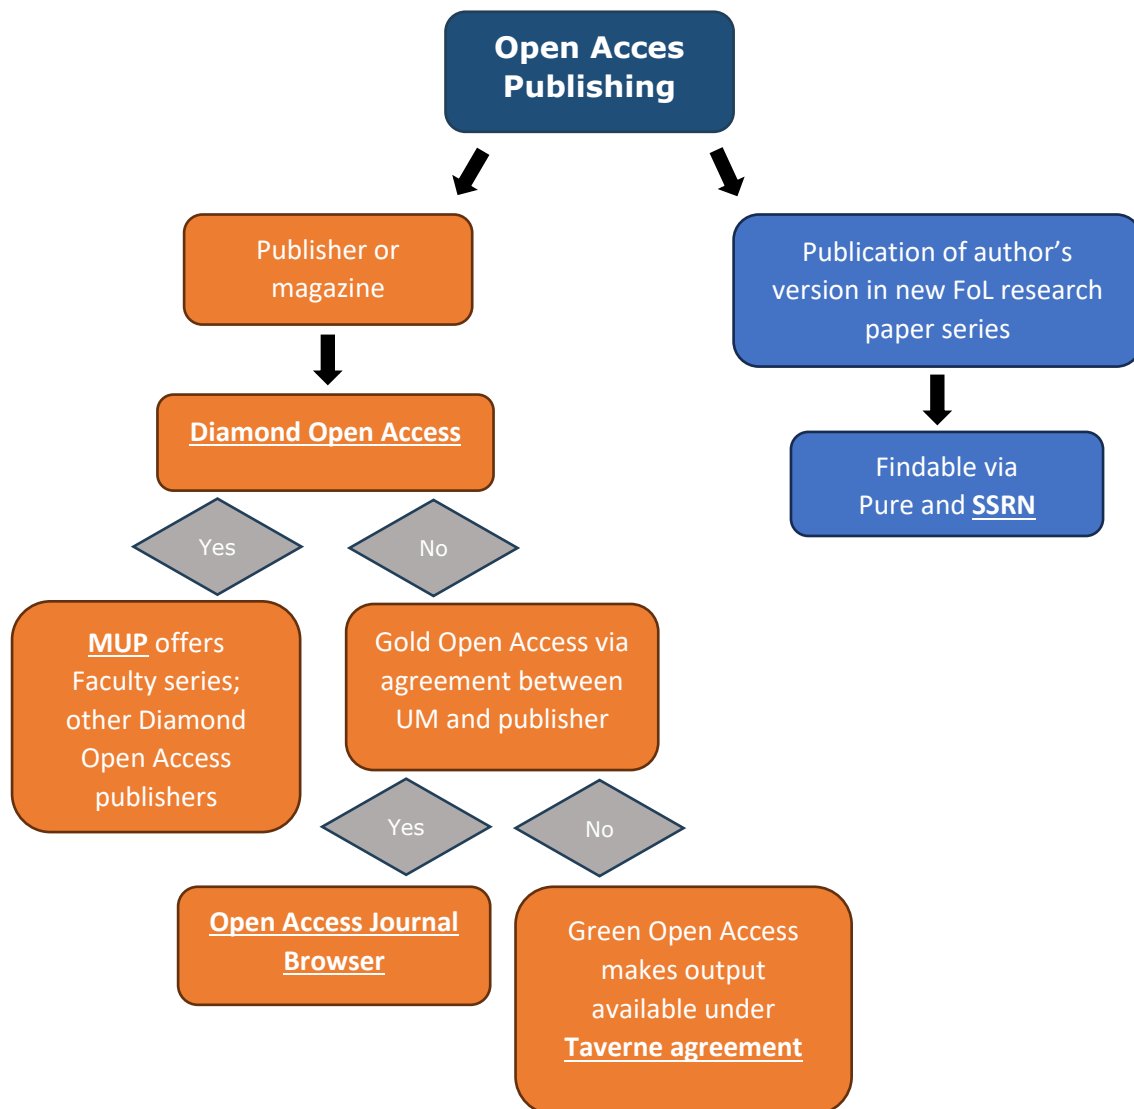 Open Acces
Publishing
Publisher or
magazine
Publication of author’s
version in new FoL research
paper series
Diamond Open Access
Findable via
Pure and SSRN
Yes
No
MUP offers
Faculty series;
other Diamond
Open Access
publishers
Gold Open Access via
agreement between
UM and publisher
Yes
No
Open Access Journal
Browser
Green Open Access
makes output
available under
Taverne agreement